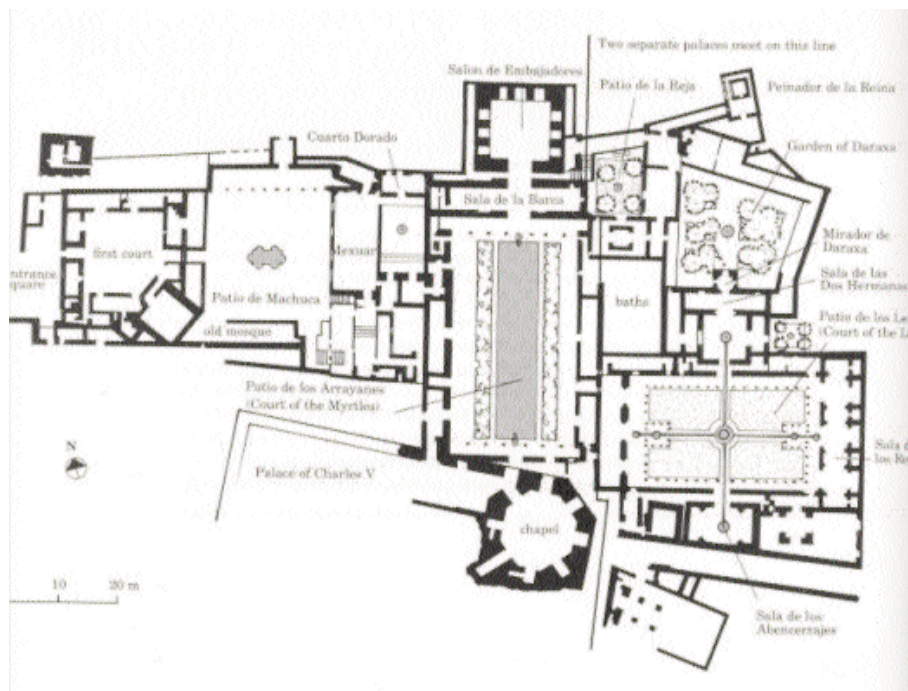 Two separate palaces meet on this line
Salon de Embajadores
Patio de la Reja
Peinador de la Reina
Cuarto Dorado
Garden of Daraxa
Sala de la Barca
Mirador de
Daraxa
Mexuar
first court
ntrance
quare
Sala de las
Dos Hermanas
Patio de Machuca
baths
Patio de los Le
(Court of the L
old mosque
Patio de los Arrayanes
(Court of the Myrtles)
N
Sala d
los Re
Palace of Charles V
chapel
10 20 m
Sala de los
Abencerrajes